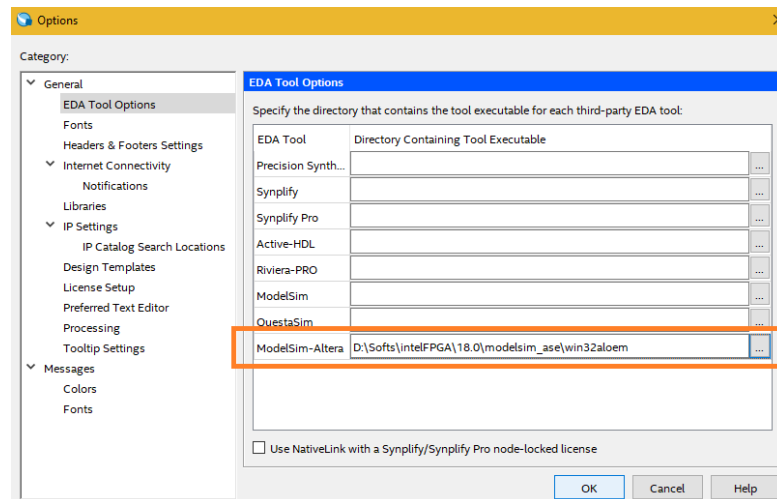 Options
Category:
General
EDA Tool Options
Fonts
Headers & Footers Settings
Internet Connectivity
Notifications
Libraries
IP Settings
IP Catalog Search Locations
Design Templates
License Setup
Preferred Text Editor
Processing
Tooltip Settings
Messages
Colors
Fonts
EDA Tool Options
Specify the directory that contains the tool executable for each third-party EDA tool:
EDA Tool Directory Containing Tool Executable
Precision Synth... ...
Synplify ...
Synplify Pro ...
Active-HDL ...
Riviera-PRO ...
ModelSim ...
QuestaSim ...
ModelSim-Altera D:\Softs\intelFPGA\18.0\modelsim_ase\win32aloem ...
Use NativeLink with a Synplify/Synplify Pro node-locked license
OK Cancel Help